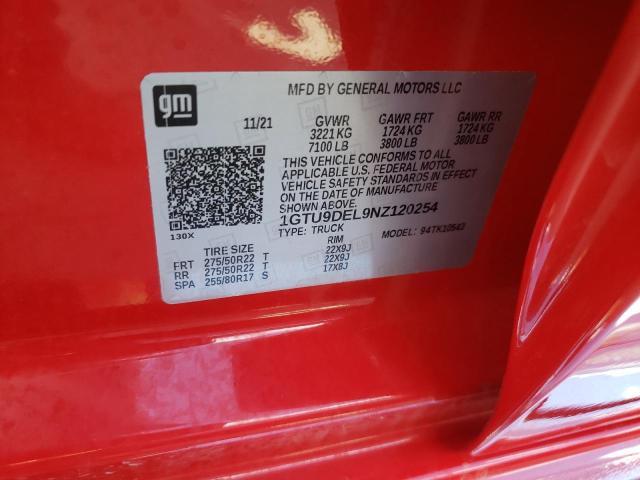 gm
MFD BY GENERAL MOTORS LLC
11/21 GVWR GAWR FRT GAWR RR
3221 KG 1724 KG 1724 KG
7100 LB 3800 LB 3800 LB
THIS VEHICLE CONFORMS TO ALL
APPLICABLE U.S. FEDERAL MOTOR
VEHICLE SAFETY STANDARDS IN EFFECT
ON THE DATE OF MANUFACTURE
1GTU9DEL9NZ120254
TYPE: TRUCK MODEL: 94TK10543
130X
TIRE SIZE RIM
FRT 275/50R22 T 22X9J
RR 275/50R22 T 22X9J
SPA 255/80R17 S 17X8J